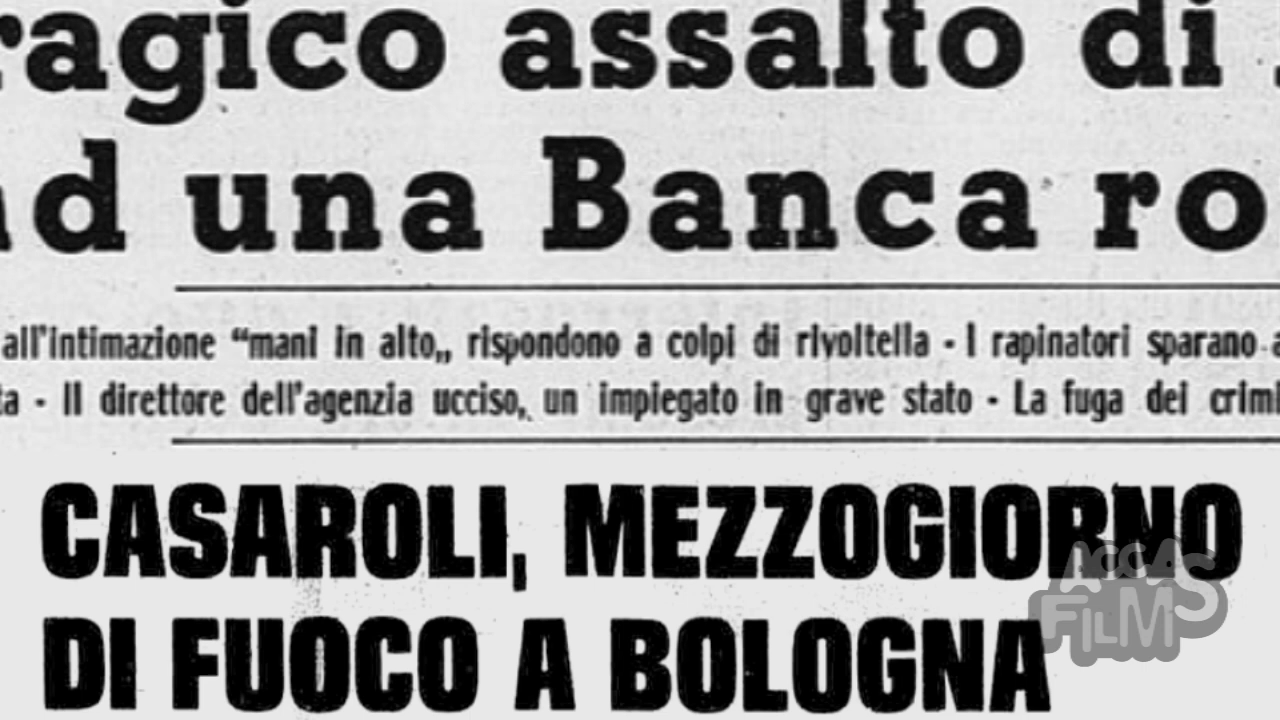 ragico assalto di
ad una Banca ro
all'intimazione “mani in alto„ rispondono a colpi di rivoltella - I rapinatori sparano a
ta - Il direttore dell'agenzia ucciso, un impiegato in grave stato - La fuga dei crimi
CASAROLI, MEZZOGIORNO
DI FUOCO A BOLOGNA
ACCAS
FILMS